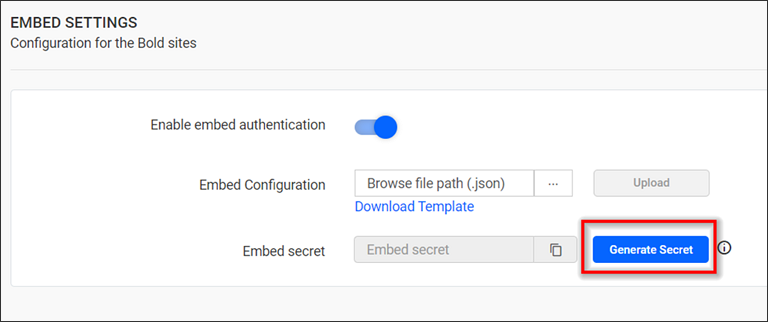 EMBED SETTINGS
Configuration for the Bold sites
Enable embed authentication
Embed Configuration Browse file path (.json) ... Upload
Download Template
Embed secret Embed secret Generate Secret